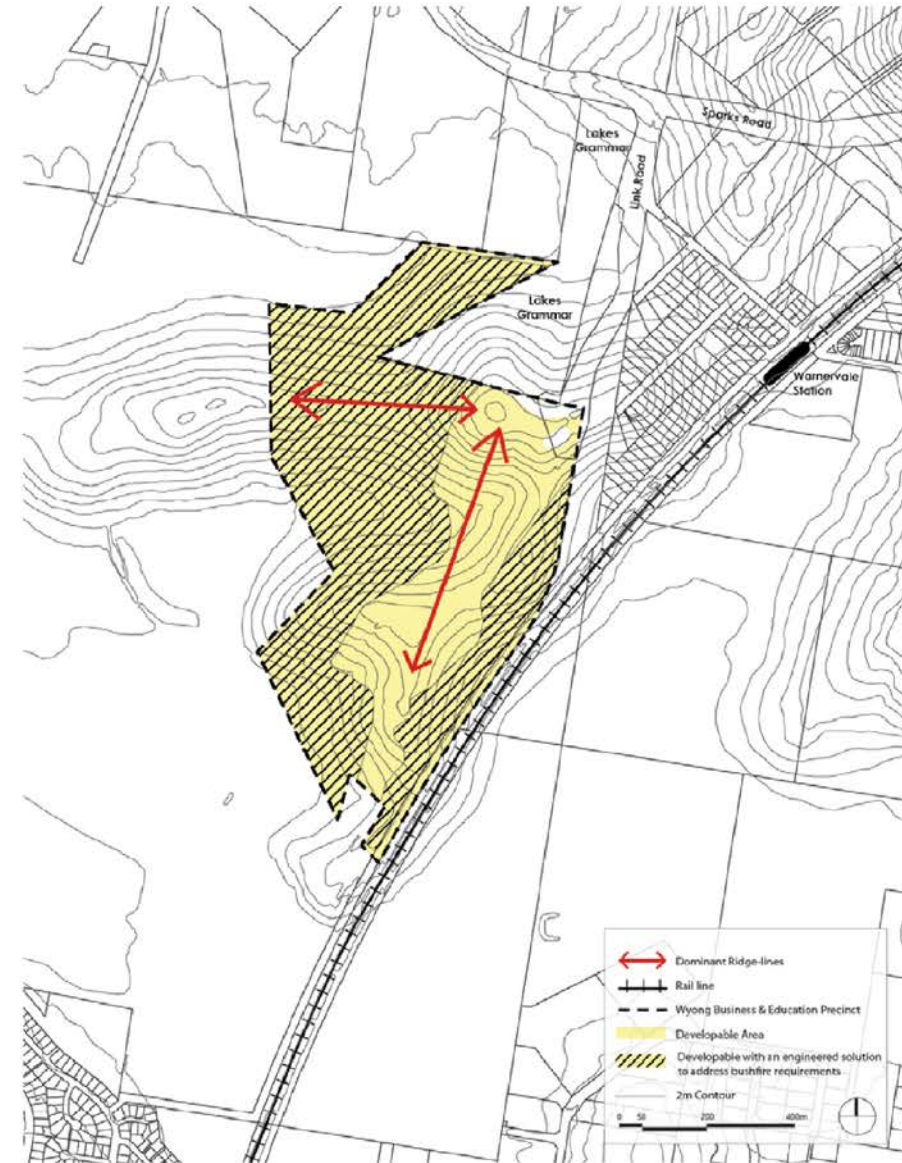 Sparks Road
Lakes
Grammar
Link Road
Lakes
Grammar
Warnervale
Station
Dominant Ridge-lines
Rail line
Wyong Business & Education Precinct
Developable Area
Developable with an engineered solution
to address bushfire requirements
2m Contour
0 50 200 400m